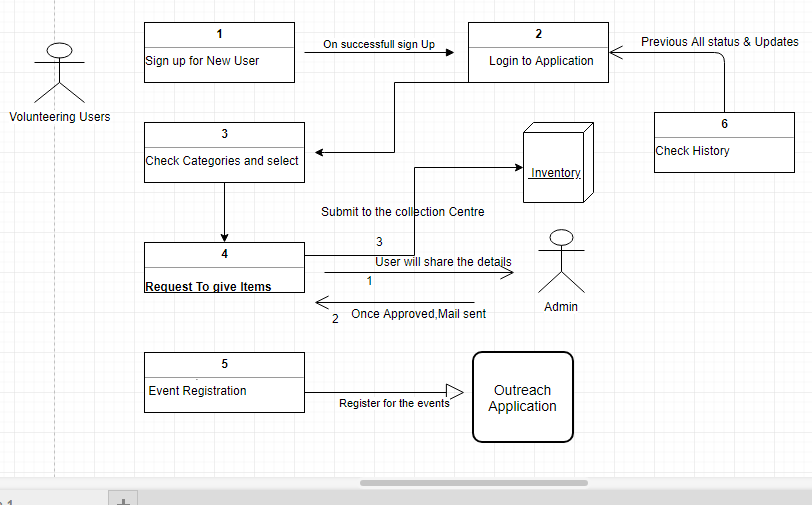 1
Sign up for New User
On successful sign Up
2
Login to Application
Previous All status & Updates
Volunteering Users
3
Check Categories and select
6
Check History
Inventory
Submit to the collection Centre
3
4
Request To give Items
User will share the details
1
2
Once Approved,Mail sent
Admin
5
Event Registration
Register for the events
Outreach
Application